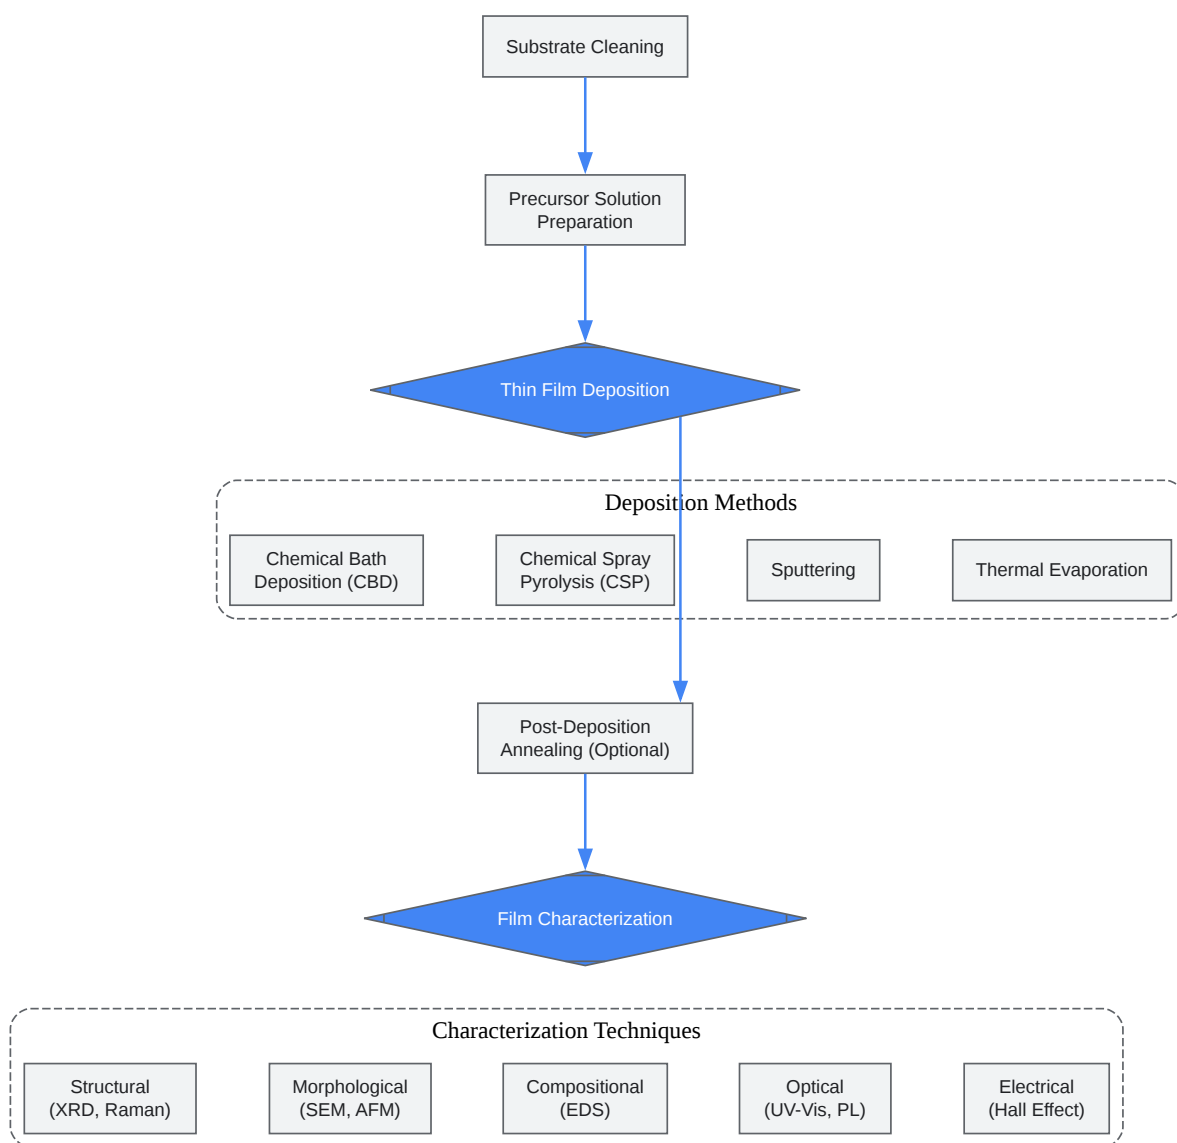 Substrate Cleaning
Precursor Solution
Preparation
Thin Film Deposition
Deposition Methods
Chemical Bath
Deposition (CBD)
Chemical Spray
Pyrolysis (CSP)
Sputtering
Thermal Evaporation
Post-Deposition
Annealing (Optional)
Film Characterization
Characterization Techniques
Structural
(XRD, Raman)
Morphological
(SEM, AFM)
Compositional
(EDS)
Optical
(UV-Vis, PL)
Electrical
(Hall Effect)